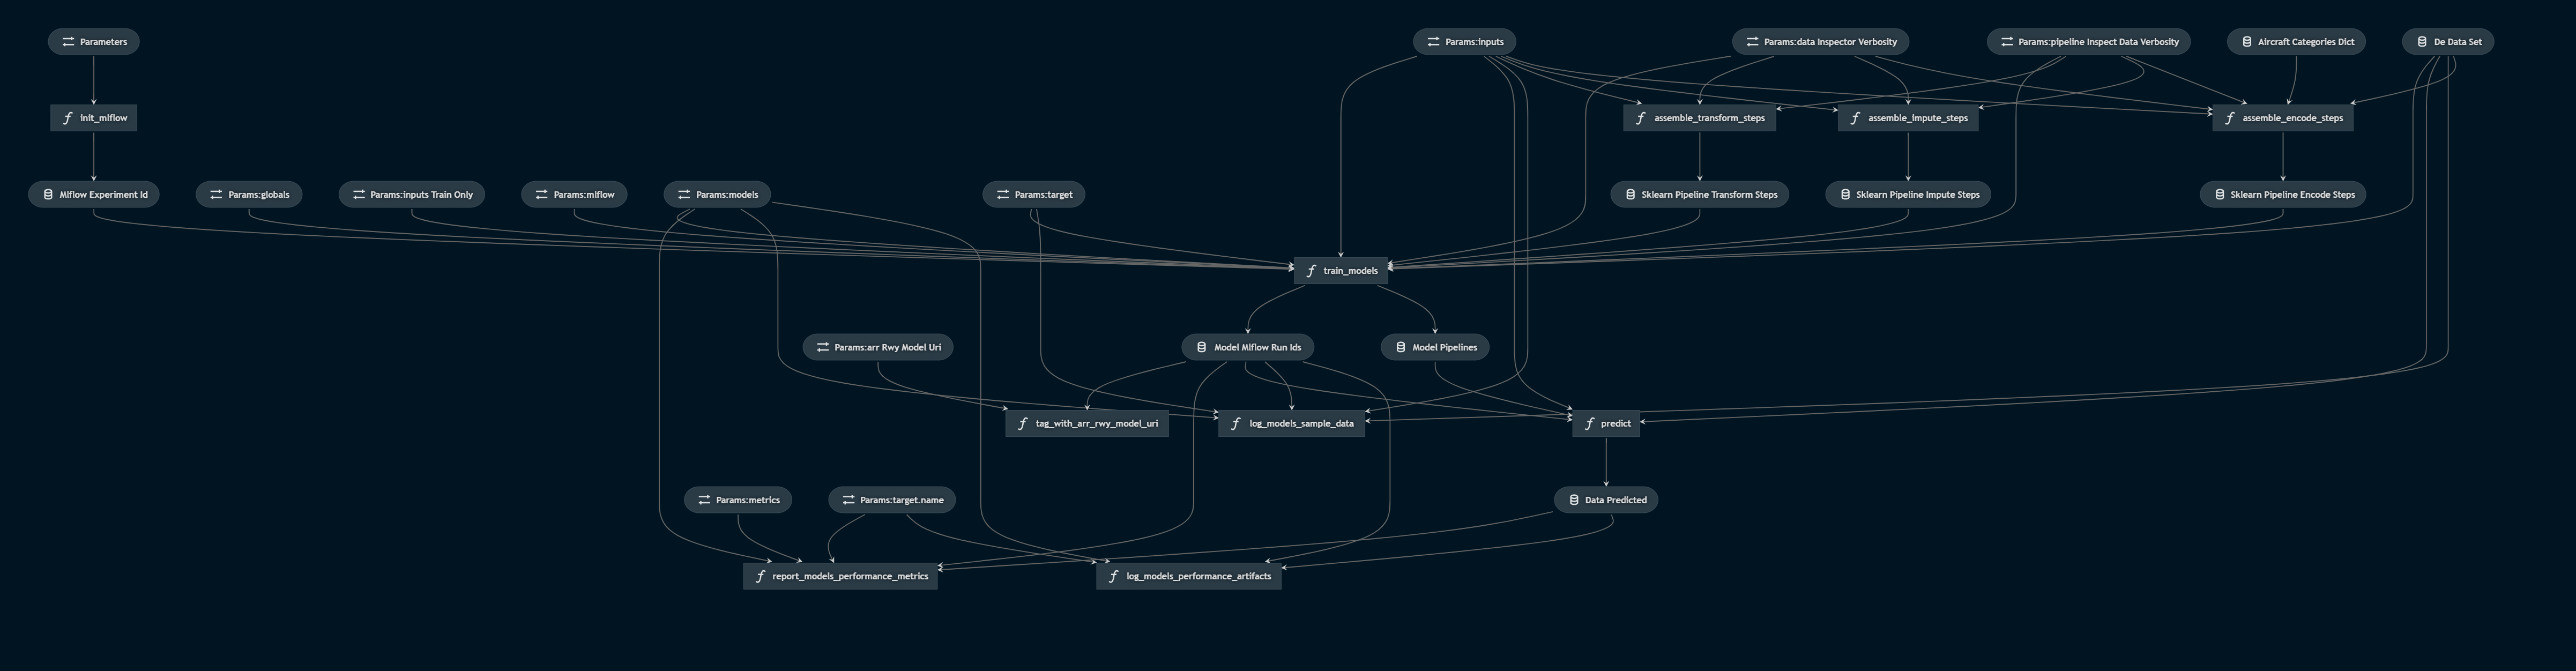 Parameters
Params:inputs
Params:data Inspector Verbosity
Params:pipeline Inspect Data Verbosity
Aircraft Categories Dict
De Data Set
init_mlflow
assemble_transform_steps
assemble_impute_steps
assemble_encode_steps
Mlflow Experiment Id
Params:globals
Params:inputs Train Only
Params:mlflow
Params:models
Params:target
Sklearn Pipeline Transform Steps
Sklearn Pipeline Impute Steps
Sklearn Pipeline Encode Steps
train_models
Params:arr Rwy Model Uri
Model Mlflow Run Ids
Model Pipelines
tag_with_arr_rwy_model_uri
log_models_sample_data
predict
Params:metrics
Params:target.name
Data Predicted
report_models_performance_metrics
log_models_performance_artifacts